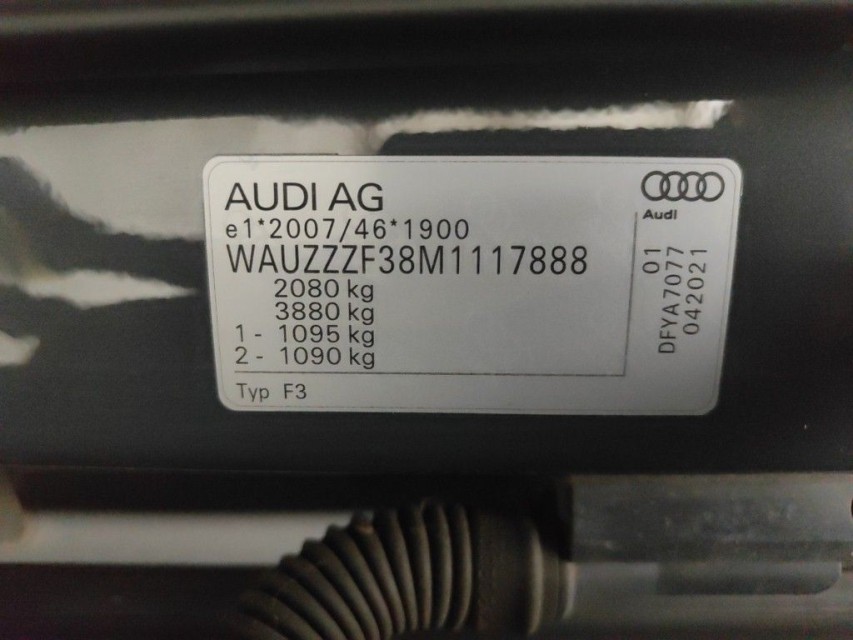 AUDI AG
e1*2007/46*1900
WAUZZZF38M1117888
2080 kg
3880 kg
1 - 1095 kg
2 - 1090 kg
Typ F3
Audi
01
DFYA7077
042021